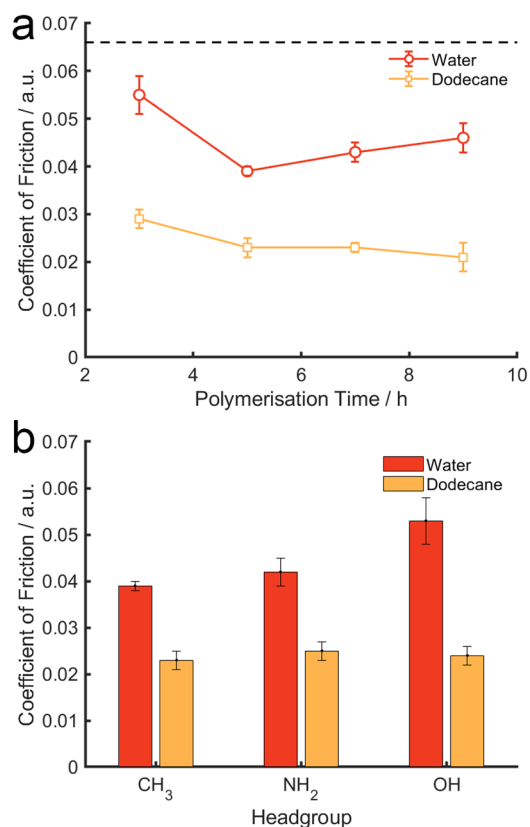 a
0.07
0.06
0.05
0.04
0.03
0.02
0.01
0
Coefficient of Friction / a.u.
Water
Dodecane
2 4 6 8 10
Polymerisation Time / h
b
0.07
0.06
0.05
0.04
0.03
0.02
0.01
0
Coefficient of Friction / a.u.
Water
Dodecane
CH₃ NH₂ OH
Headgroup